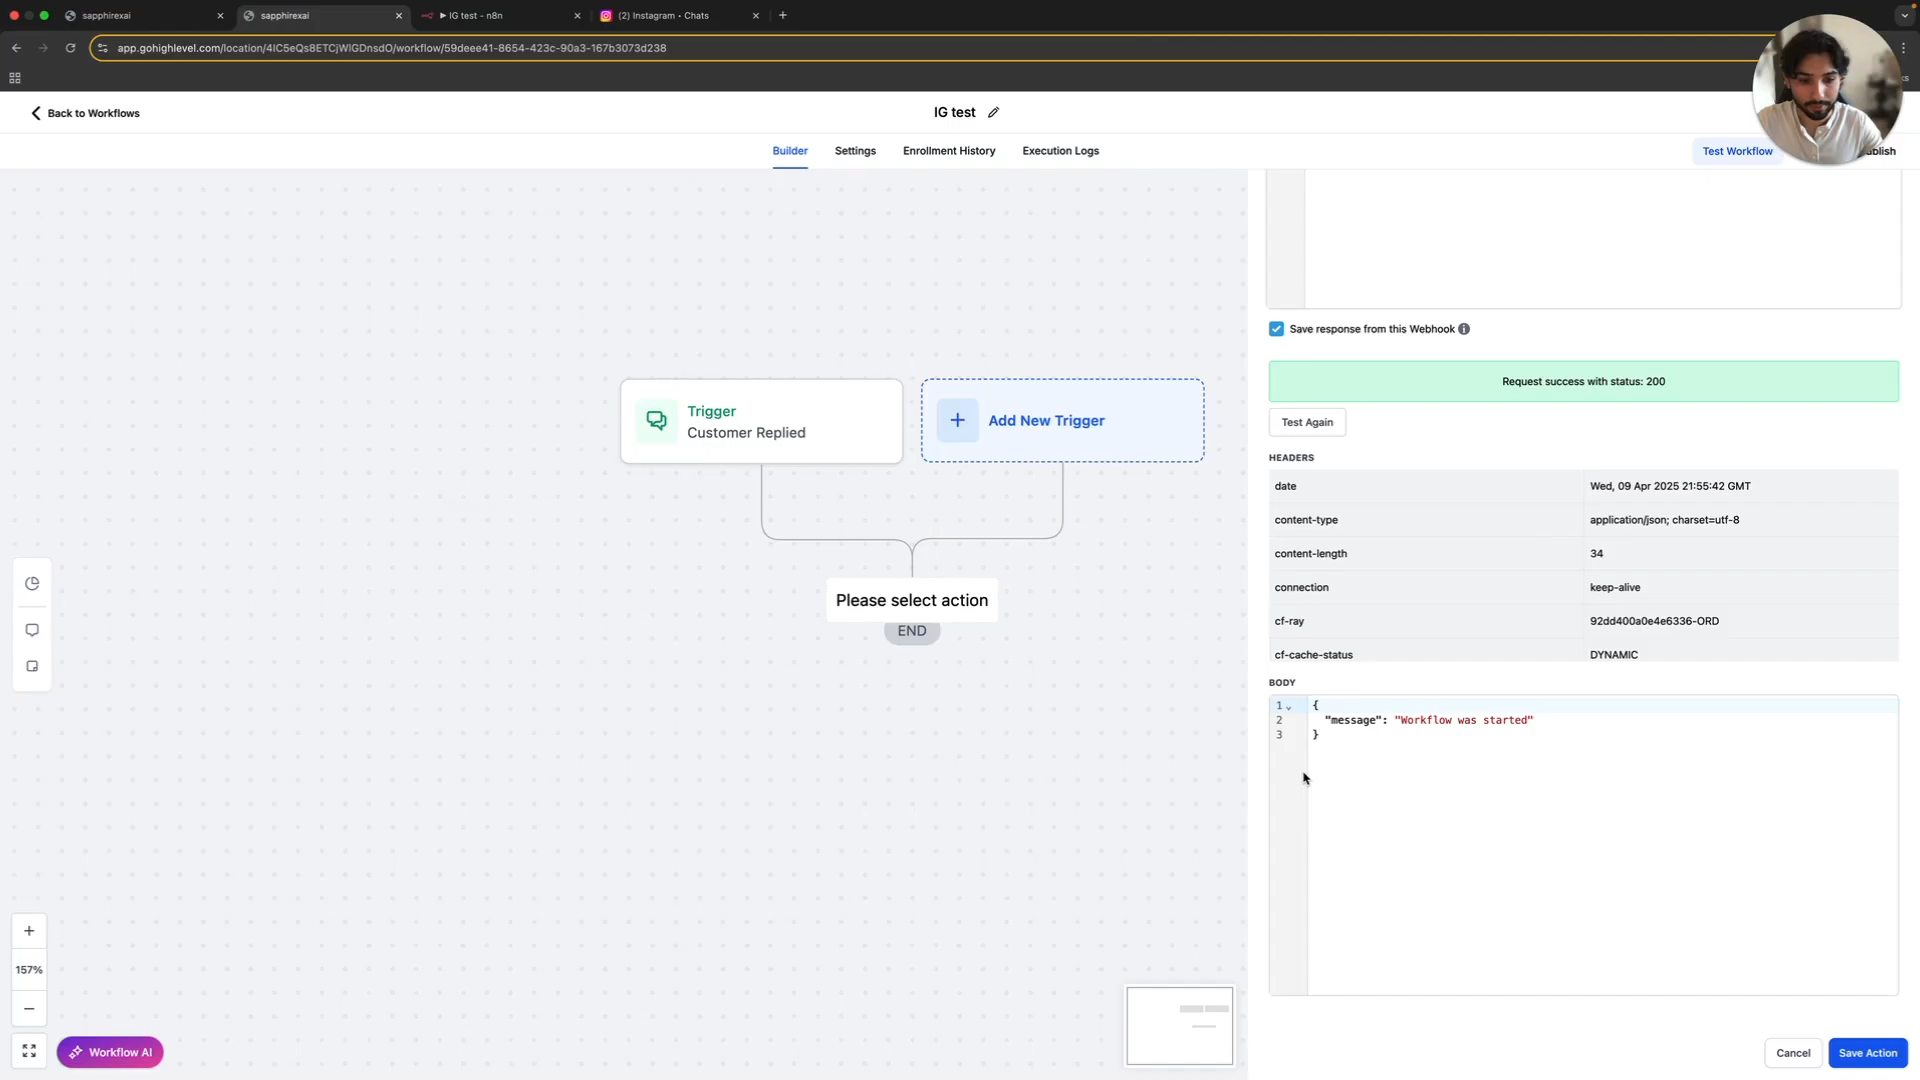 sapphirexai
sapphirexai
IG test - n8n
(2) Instagram • Chats
app.gohighlevel.com/location/4IC5eQs8ETCjWIGDnsdO/workflow/59deee41-8654-423c-90a3-167b3073d238
Back to Workflows
IG test
Builder
Settings
Enrollment History
Execution Logs
Test Workflow
blish
Save response from this Webhook
Request success with status: 200
Test Again
HEADERS
date Wed, 09 Apr 2025 21:55:42 GMT
content-type application/json; charset=utf-8
content-length 34
connection keep-alive
cf-ray 92dd400a0e4e6336-ORD
cf-cache-status DYNAMIC
BODY
1 {
2 "message": "Workflow was started"
3 }
Trigger
Customer Replied
Add New Trigger
Please select action
END
157%
Workflow AI
Cancel
Save Action